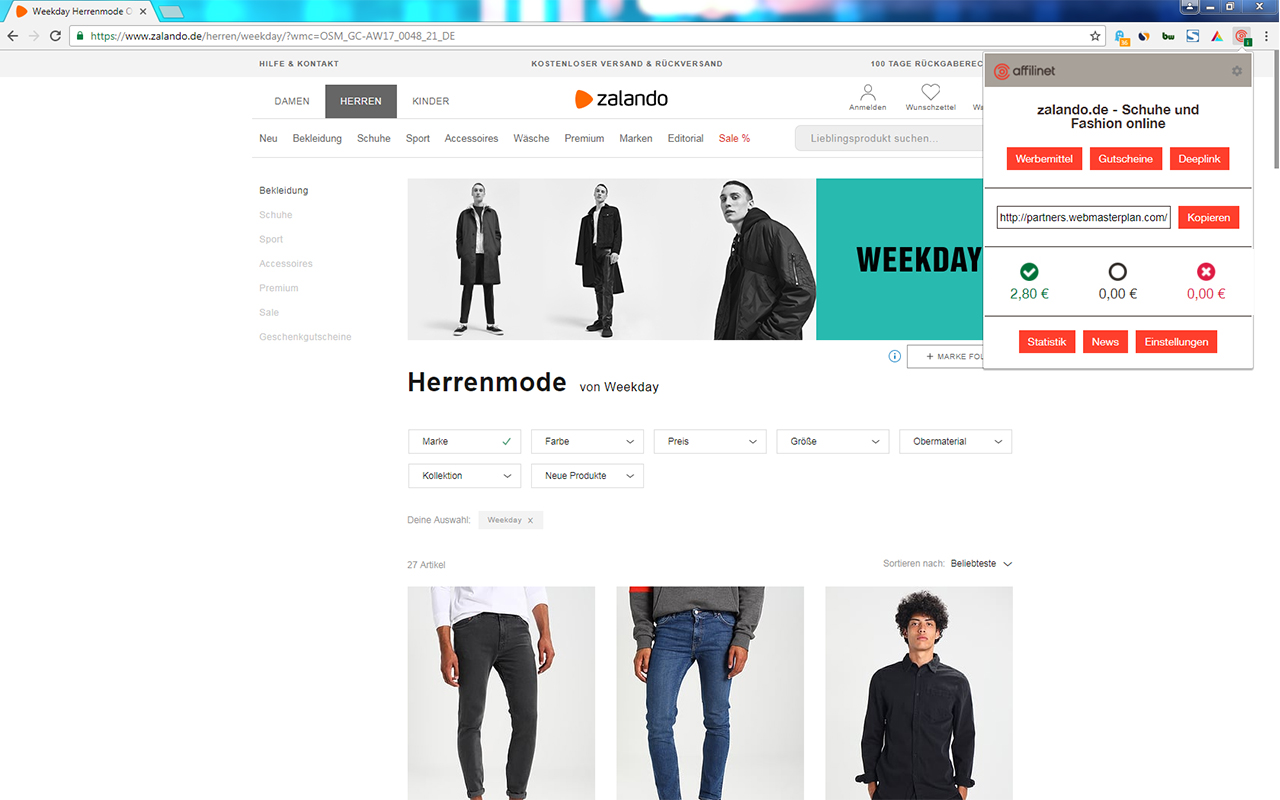 Weekday Herrenmode O
https://www.zalando.de/herren/weekday/?wmc=OSM_GC-AW17_0048_21_DE
36
bw
1
HILFE & KONTAKT
KOSTENLOSER VERSAND & RÜCKVERSAND
100 TAGE RÜCKGABEREC
DAMEN
HERREN
KINDER
zalando
Anmelden
Wunschzettel
Neu Bekleidung Schuhe Sport Accessoires Wäsche Premium Marken Editorial Sale %
Lieblingsprodukt suchen...
Bekleidung
Schuhe
Sport
Accessoires
Premium
Sale
Geschenkgutscheine
WEEKDAY
+ MARKE FOL
Herrenmode von Weekday
Marke
Farbe
Preis
Größe
Obermaterial
Kollektion
Neue Produkte
Deine Auswahl: Weekday x
27 Artikel
Sortieren nach: Beliebteste
affilinet
zalando.de - Schuhe und
Fashion online
Werbemittel
Gutscheine
Deeplink
http://partners.webmasterplan.com/
Kopieren
2,80 €
0,00 €
0,00 €
Statistik
News
Einstellungen